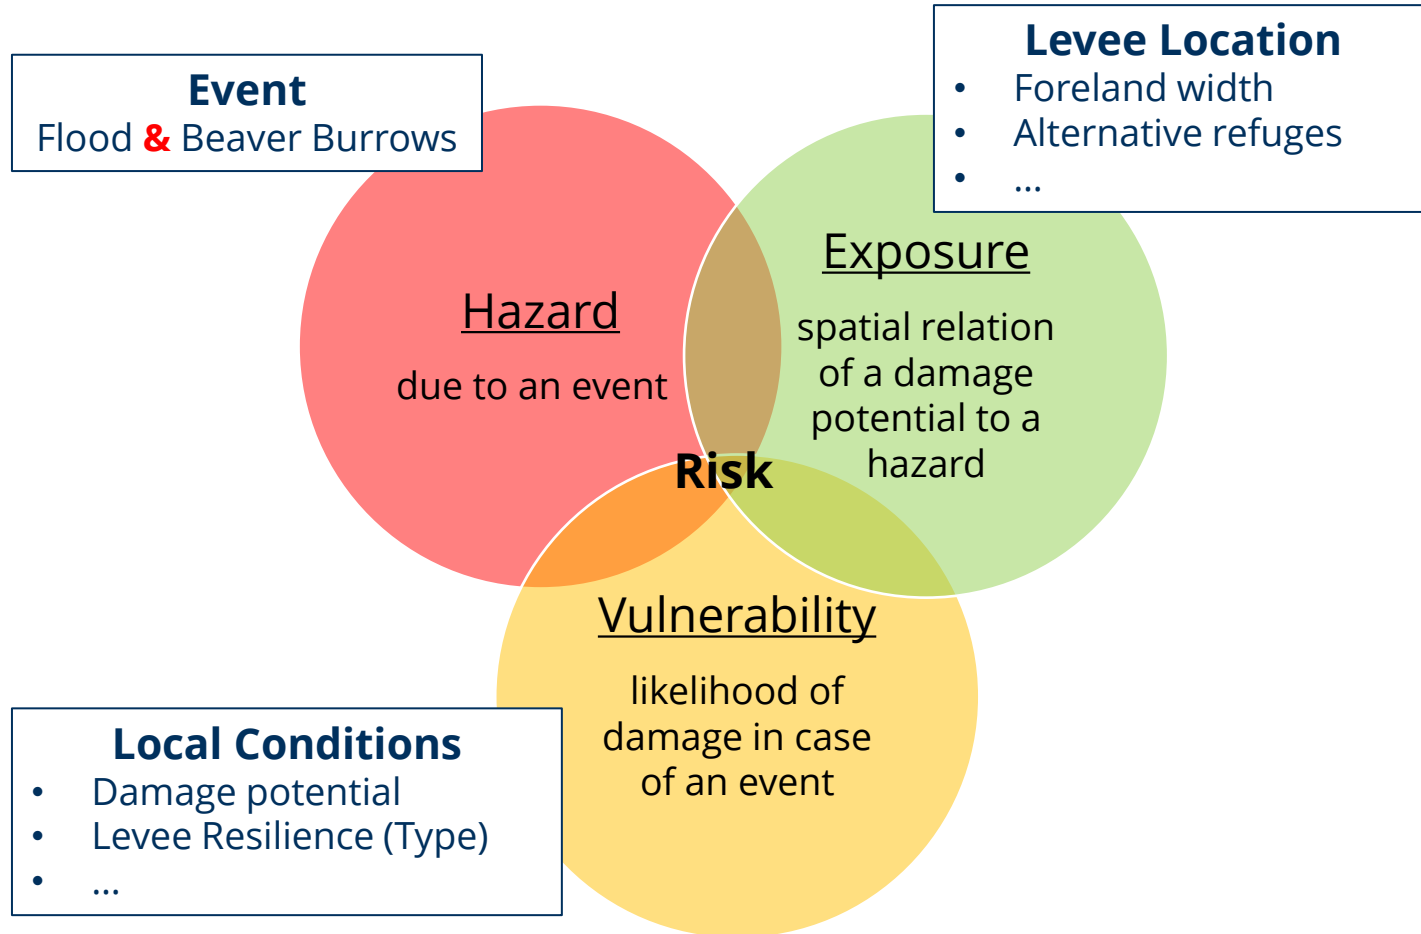 Event
Flood & Beaver Burrows
Levee Location
• Foreland width
• Alternative refuges
• ...
Hazard
due to an event
Exposure
spatial relation
of a damage
potential to a
hazard
Risk
Vulnerability
likelihood of
damage in case
of an event
Local Conditions
• Damage potential
• Levee Resilience (Type)
• ...